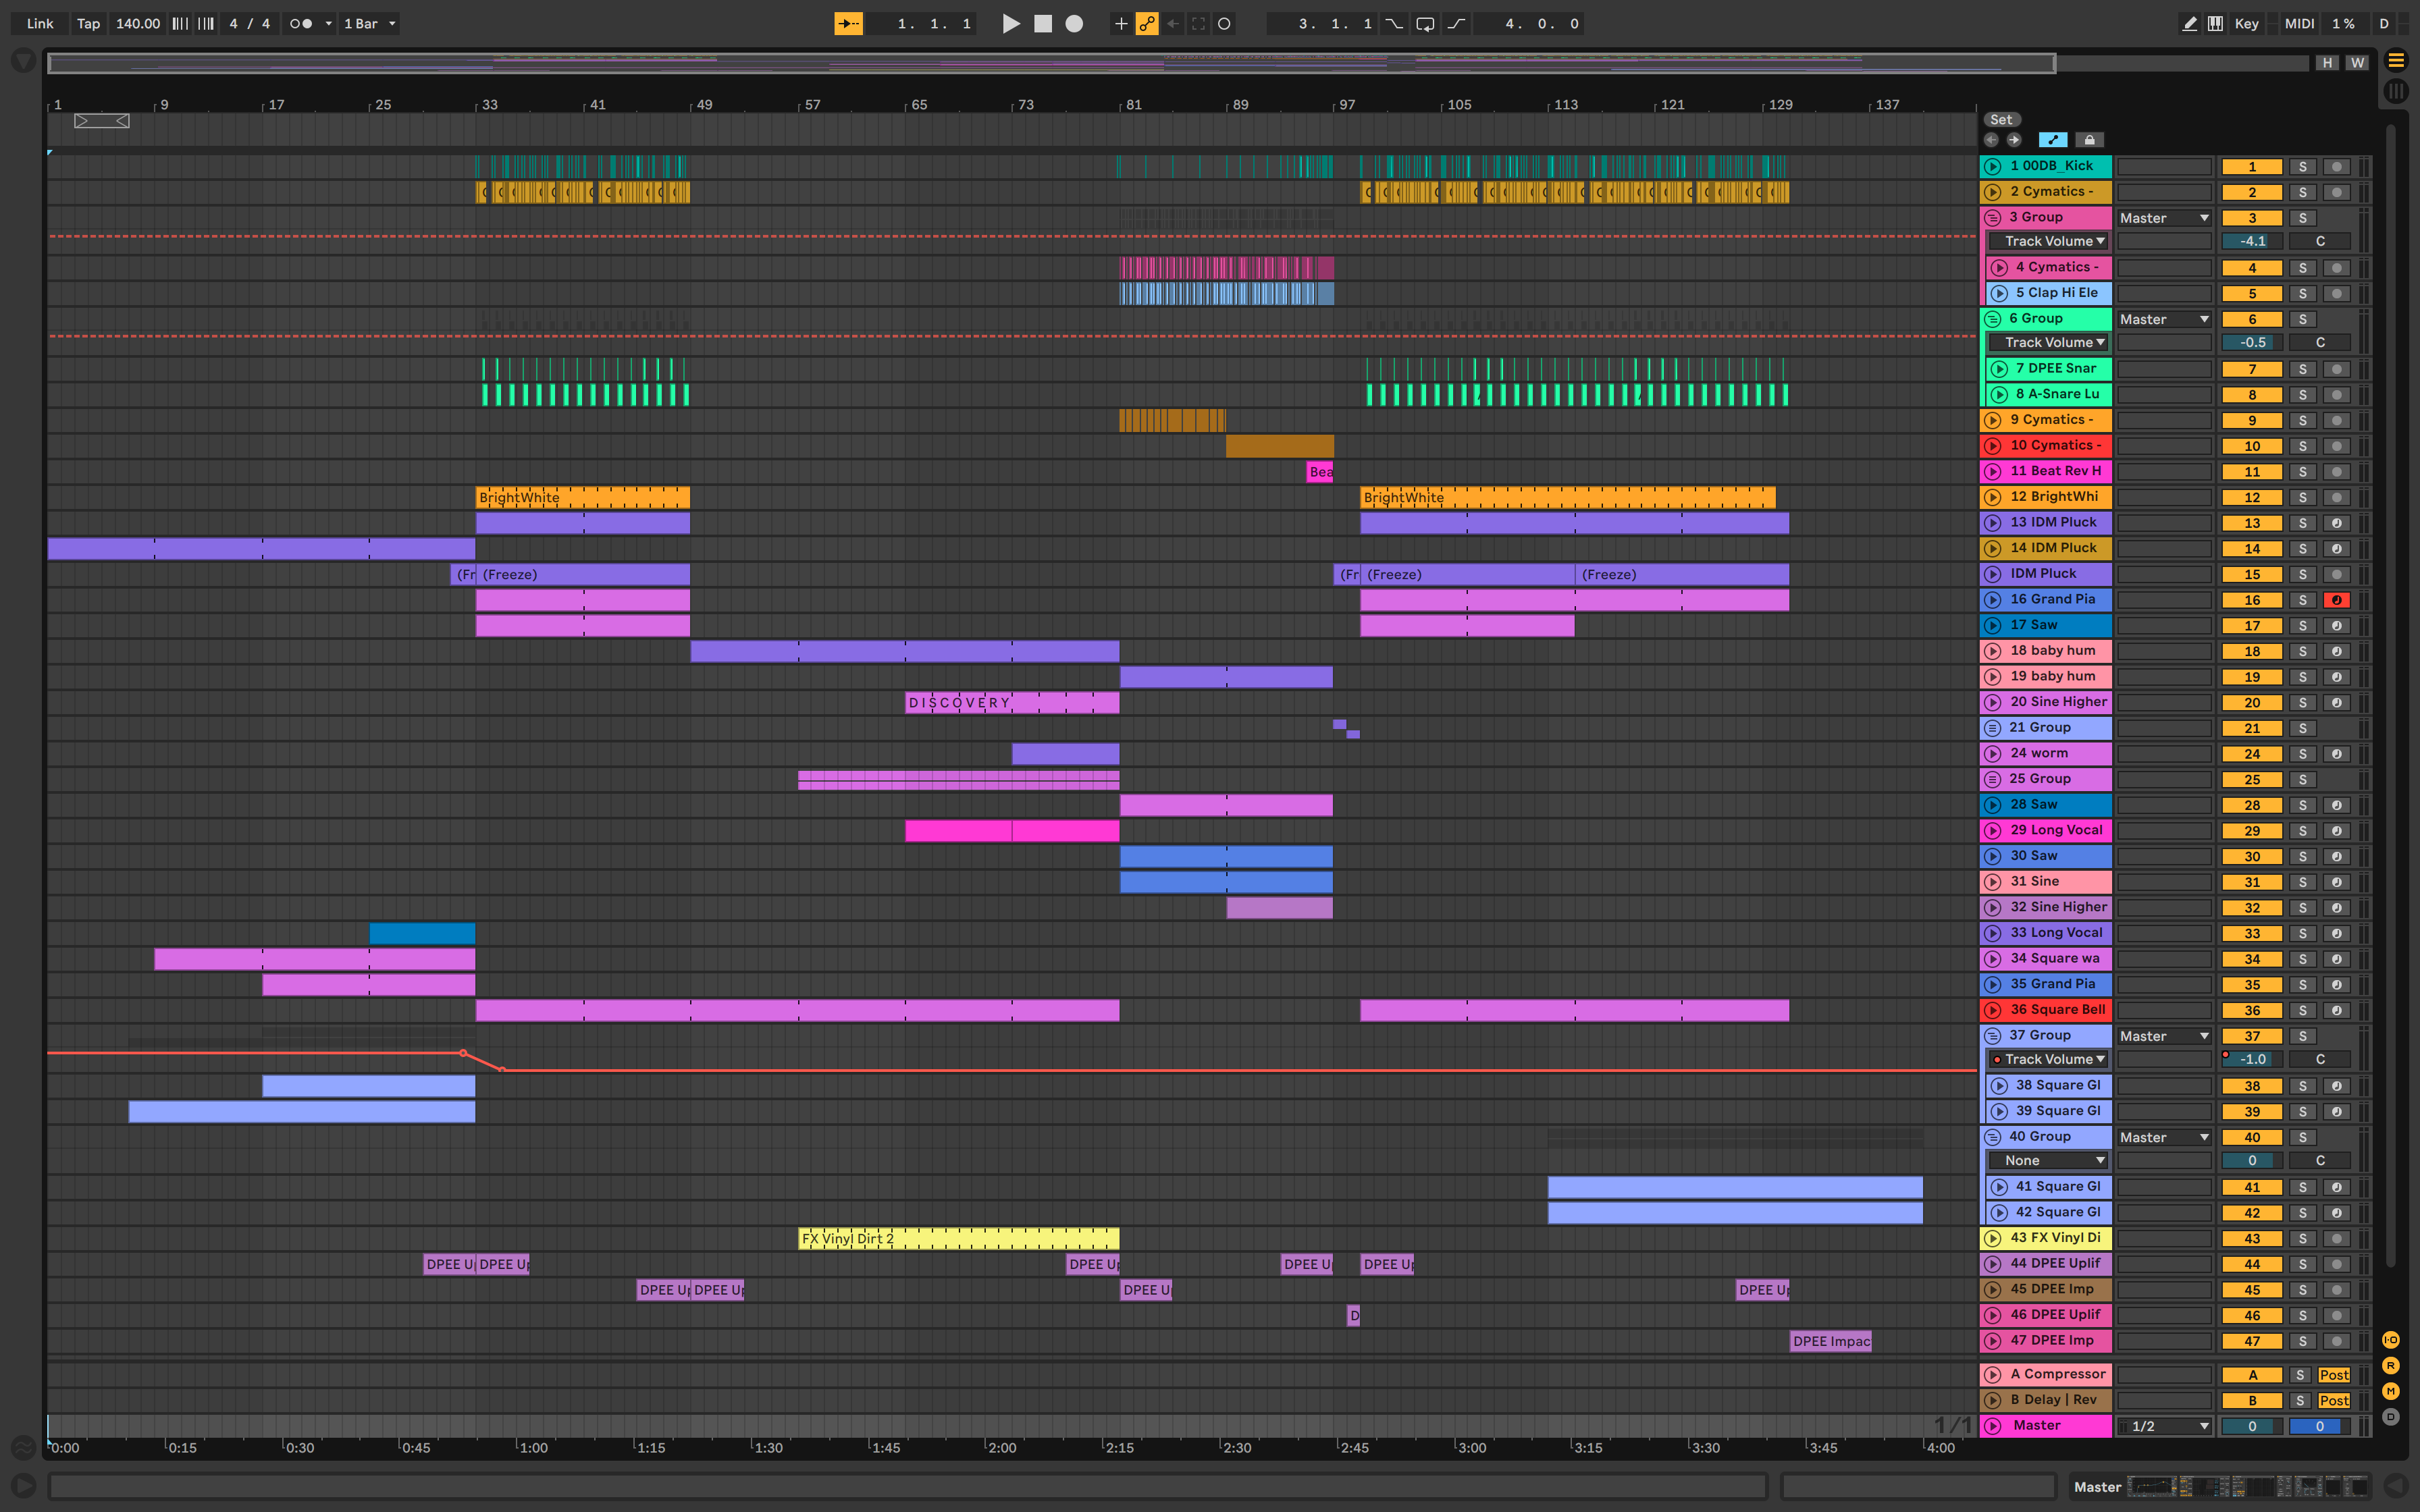 Link Tap 140.00 4 / 4 1 Bar 1. 1. 1 3. 1. 1 4. 0. 0 Key MIDI 1 % D
H W
1 9 17 25 33 41 49 57 65 73 81 89 97 105 113 121 129 137
Set
1 00DB_Kick 1 S
2 Cymatics - 2 S
3 Group Master 3 S
Track Volume -4.1 C
4 Cymatics - 4 S
5 Clap Hi Ele 5 S
6 Group Master 6 S
Track Volume -0.5 C
7 DPEE Snar 7 S
8 A-Snare Lu 8 S
9 Cymatics - 9 S
10 Cymatics - 10 S
Bea 11 Beat Rev H 11 S
BrightWhite BrightWhite 12 BrightWhi 12 S
13 IDM Pluck 13 S
14 IDM Pluck 14 S
(Fr (Freeze) (Fr (Freeze) (Freeze) IDM Pluck 15 S
16 Grand Pia 16 S
17 Saw 17 S
18 baby hum 18 S
19 baby hum 19 S
DISCOVERY 20 Sine Higher 20 S
21 Group 21 S
24 worm 24 S
25 Group 25 S
28 Saw 28 S
29 Long Vocal 29 S
30 Saw 30 S
31 Sine 31 S
32 Sine Higher 32 S
33 Long Vocal 33 S
34 Square wa 34 S
35 Grand Pia 35 S
36 Square Bell 36 S
37 Group Master 37 S
Track Volume -1.0 C
38 Square Gl 38 S
39 Square Gl 39 S
40 Group Master 40 S
None 0 C
41 Square Gl 41 S
42 Square Gl 42 S
FX Vinyl Dirt 2 43 FX Vinyl Di 43 S
DPEE U DPEE Up DPEE Up DPEE U DPEE Up 44 DPEE Uplif 44 S
DPEE Up DPEE Up DPEE U DPEE Up 45 DPEE Imp 45 S
D 46 DPEE Uplif 46 S
DPEE Impac 47 DPEE Imp 47 S
A Compressor A S Post
B Delay | Rev B S Post
1/1 Master 1/2 0 0
0:00 0:15 0:30 0:45 1:00 1:15 1:30 1:45 2:00 2:15 2:30 2:45 3:00 3:15 3:30 3:45 4:00
I·O
R
M
D
Master